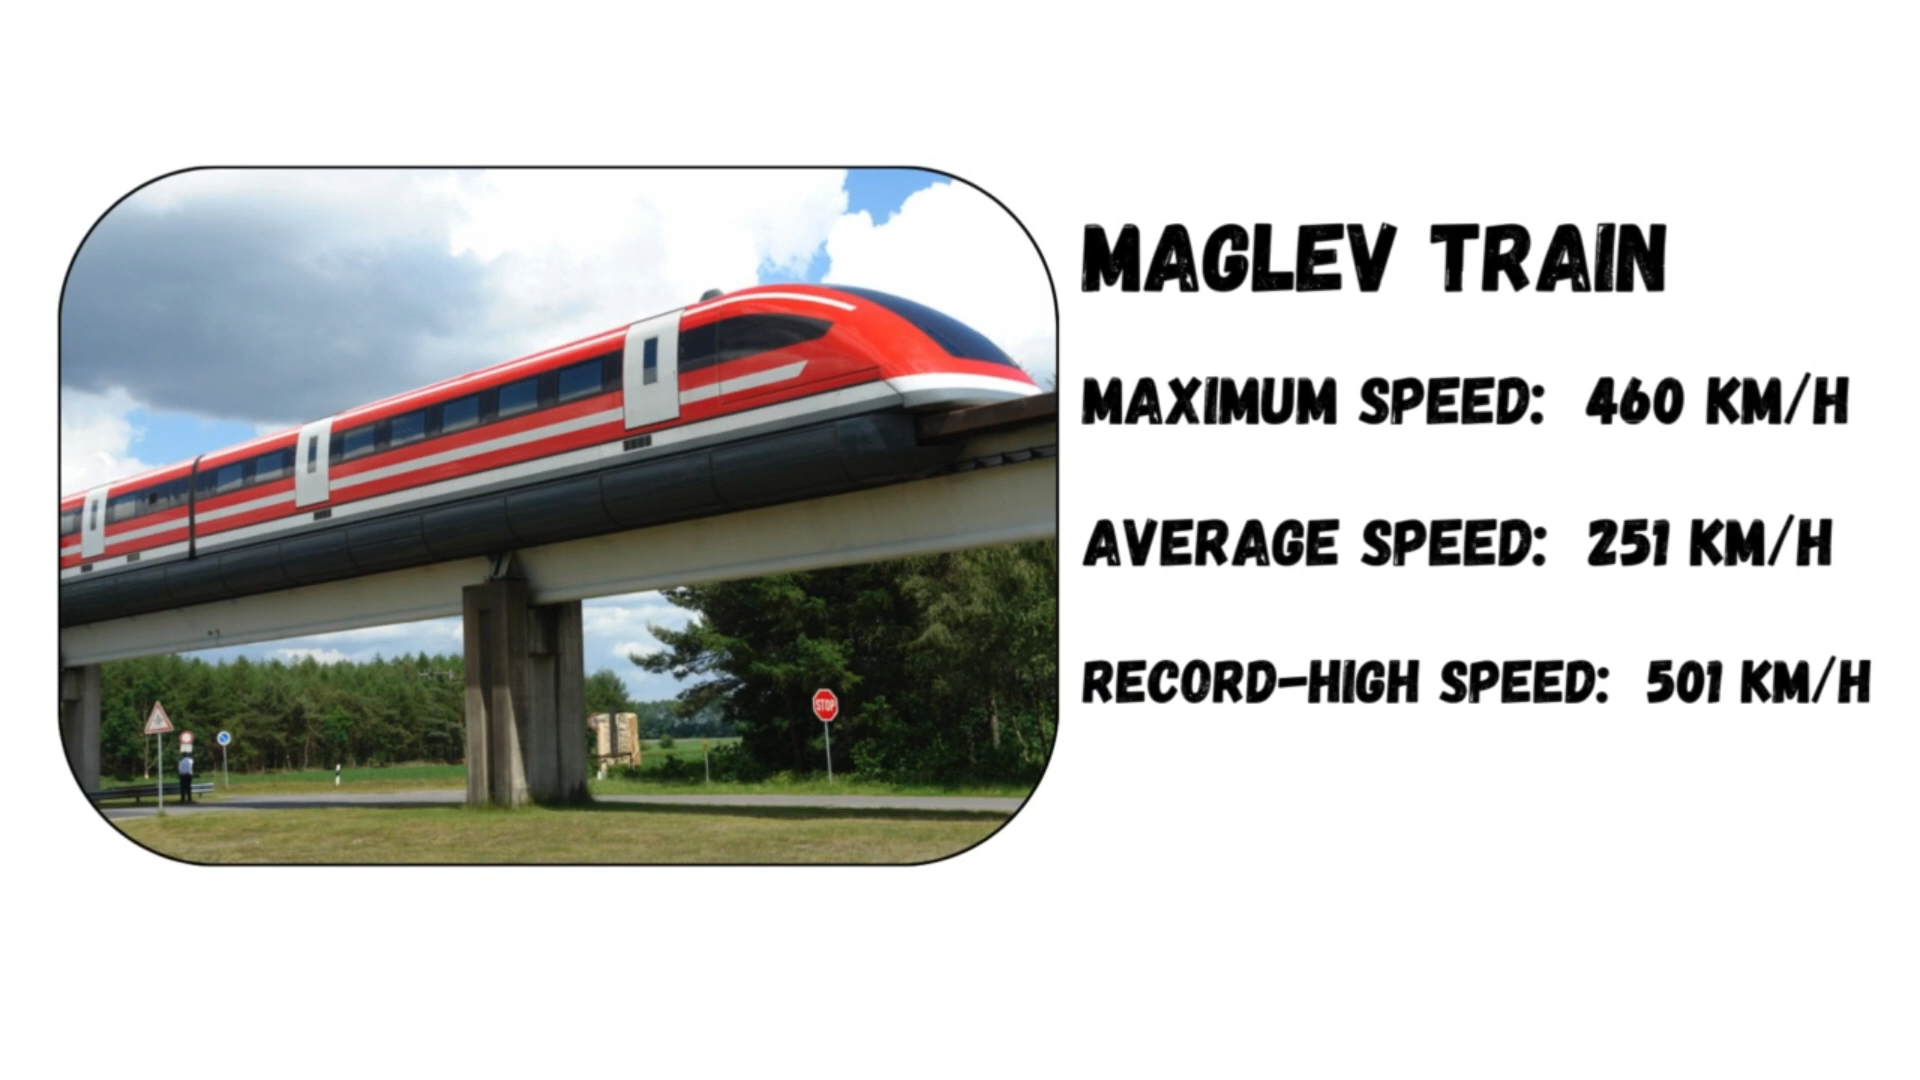 MAGLEV TRAIN
MAXIMUM SPEED: 460 KM/H
AVERAGE SPEED: 251 KM/H
RECORD-HIGH SPEED: 501 KM/H
STOP